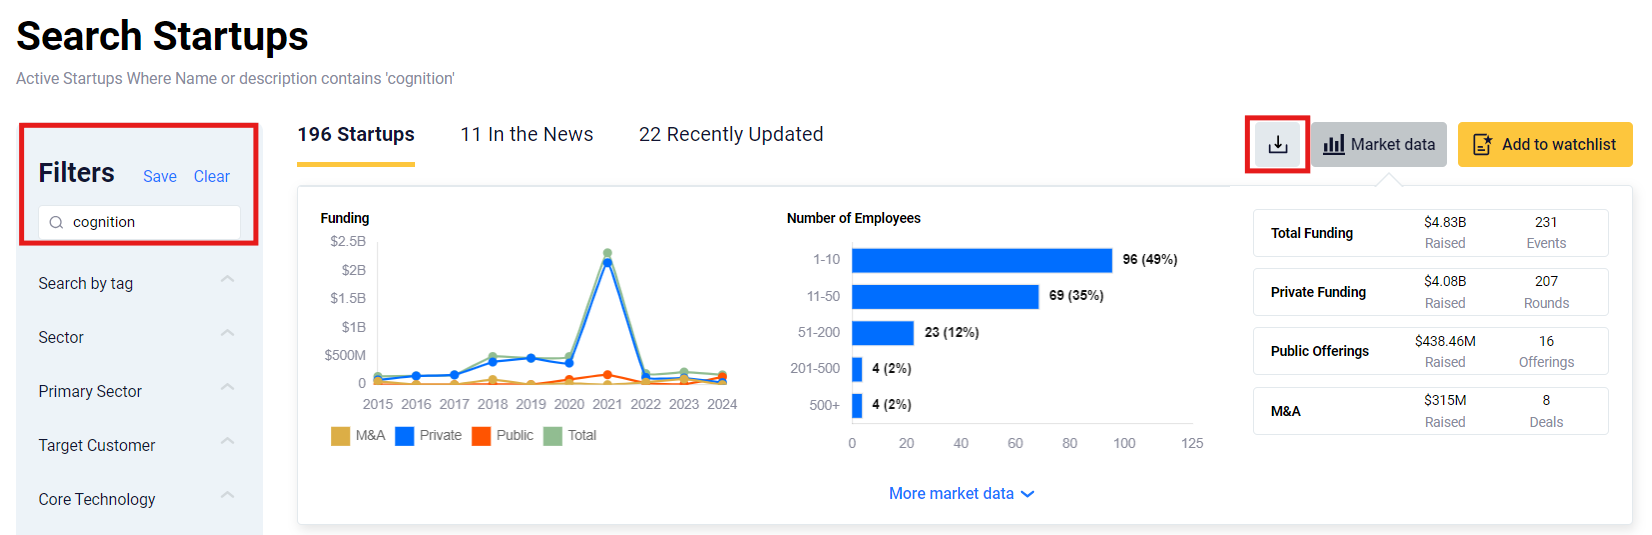 Search Startups
Active Startups Where Name or description contains 'cognition'
Filters Save Clear
cognition
Search by tag
Sector
Primary Sector
Target Customer
Core Technology
196 Startups 11 In the News 22 Recently Updated
Market data
Add to watchlist
Funding
$2.5B
$2B
$1.5B
$1B
$500M
0
2015 2016 2017 2018 2019 2020 2021 2022 2023 2024
M&A Private Public Total
Number of Employees
1-10 96 (49%)
11-50 69 (35%)
51-200 23 (12%)
201-500 4 (2%)
500+ 4 (2%)
0 20 40 60 80 100 125
Total Funding $4.83B 231
Raised Events
Private Funding $4.08B 207
Raised Rounds
Public Offerings $438.46M 16
Raised Offerings
M&A $315M 8
Raised Deals
More market data